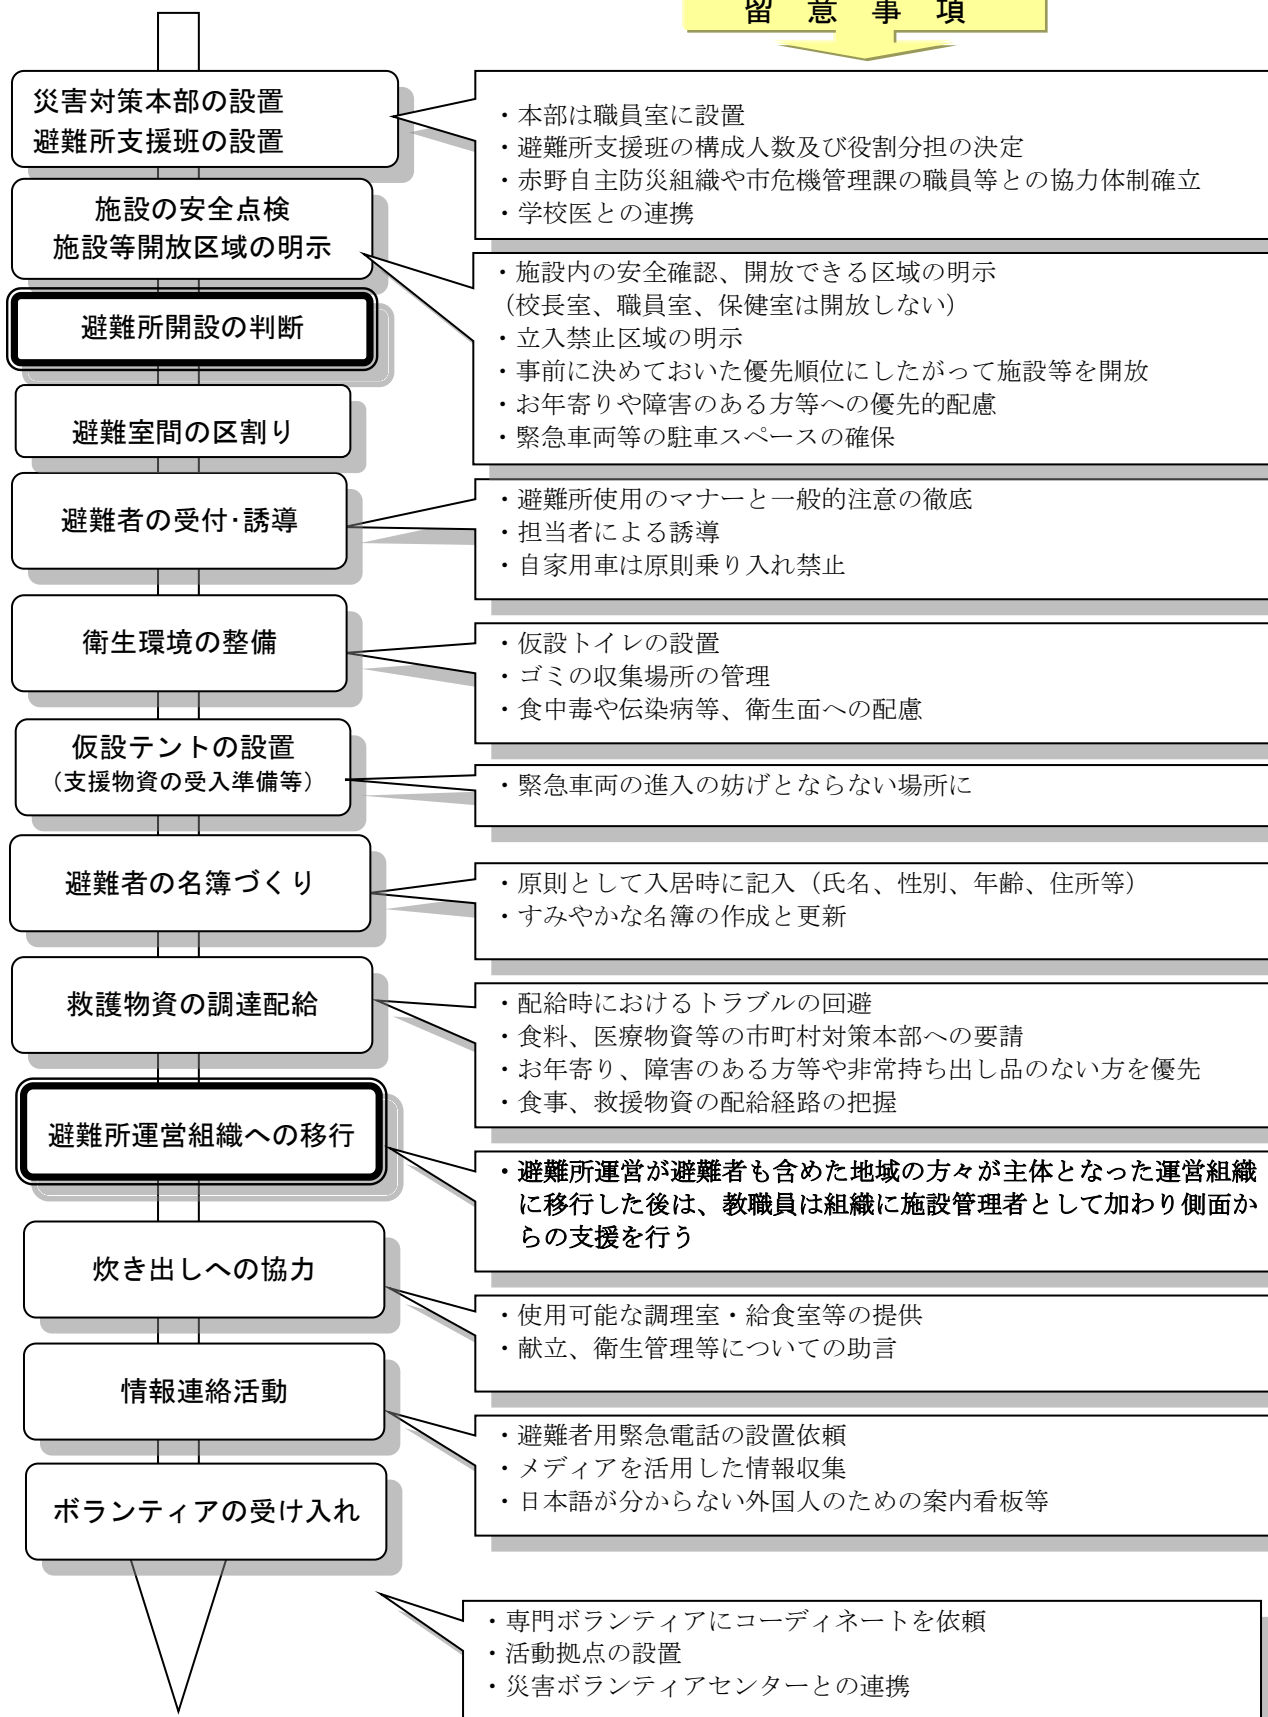 留意事項
災害対策本部の設置
避難所支援班の設置
・本部は職員室に設置
・避難所支援班の構成人数及び役割分担の決定
・赤野自主防災組織や市危機管理課の職員等との協力体制確立
・学校医との連携
施設の安全点検
施設等開放区域の明示
・施設内の安全確認、開放できる区域の明示
（校長室、職員室、保健室は開放しない）
・立入禁止区域の明示
・事前に決めておいた優先順位にしたがって施設等を開放
・お年寄りや障害のある方等への優先的配慮
・緊急車両等の駐車スペースの確保
避難所開設の判断
避難室間の区割り
避難者の受付・誘導
・避難所使用のマナーと一般的注意の徹底
・担当者による誘導
・自家用車は原則乗り入れ禁止
衛生環境の整備
・仮設トイレの設置
・ゴミの収集場所の管理
・食中毒や伝染病等、衛生面への配慮
仮設テントの設置
（支援物資の受入準備等）
・緊急車両の進入の妨げとならない場所に
避難者の名簿づくり
・原則として入居時に記入（氏名、性別、年齢、住所等）
・すみやかな名簿の作成と更新
救護物資の調達配給
・配給時におけるトラブルの回避
・食料、医療物資等の市町村対策本部への要請
・お年寄り、障害のある方等や非常持ち出し品のない方を優先
・食事、救援物資の配給経路の把握
避難所運営組織への移行
・避難所運営が避難者も含めた地域の方々が主体となった運営組織
に移行した後は、教職員は組織に施設管理者として加わり側面か
らの支援を行う
炊き出しへの協力
・使用可能な調理室・給食室等の提供
・献立、衛生管理等についての助言
情報連絡活動
・避難者用緊急電話の設置依頼
・メディアを活用した情報収集
・日本語が分からない外国人のための案内看板等
ボランティアの受け入れ
・専門ボランティアにコーディネートを依頼
・活動拠点の設置
・災害ボランティアセンターとの連携